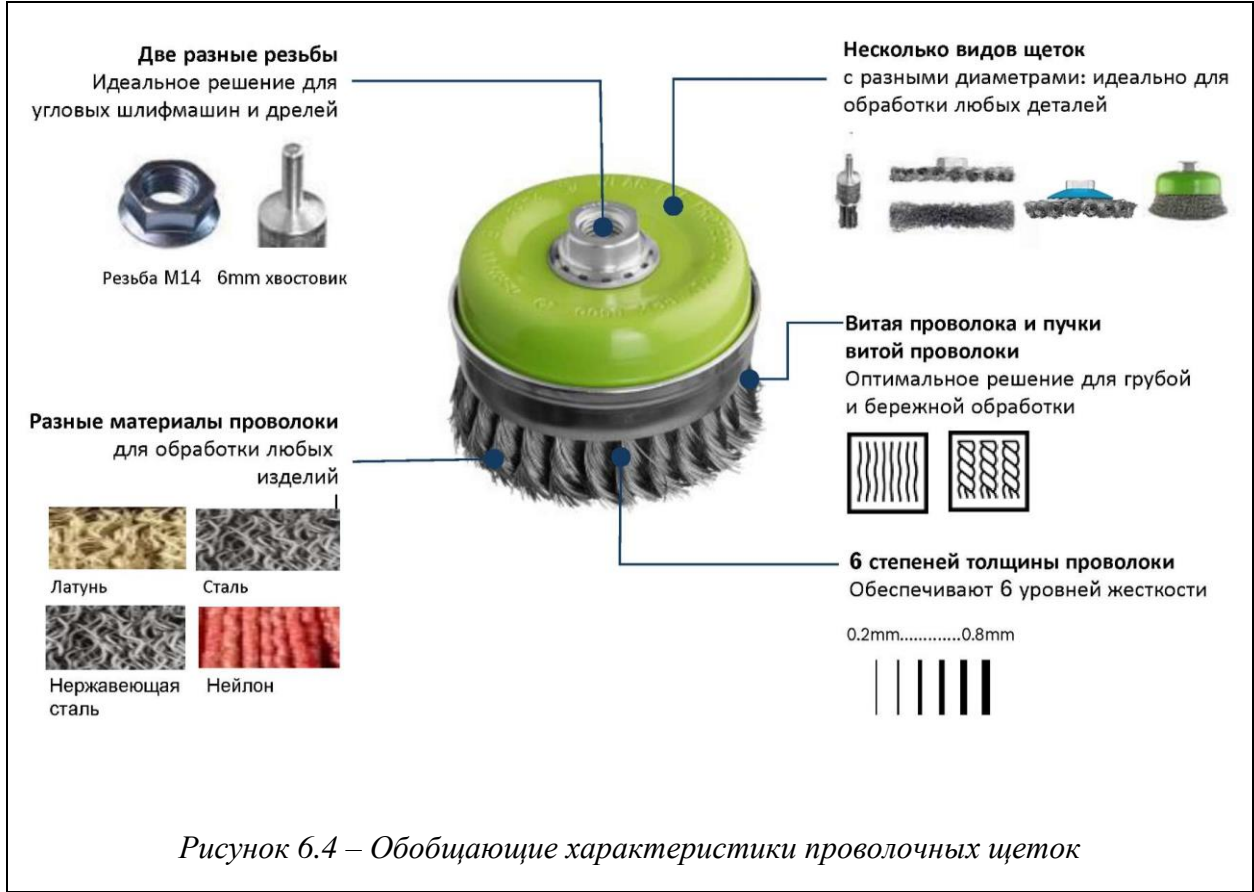 Две разные резьбы
Идеальное решение для
угловых шлифмашин и дрелей
Резьба М14 6mm хвостовик
Разные материалы проволоки
для обработки любых
изделий
Латунь Сталь
Нержавеющая Нейлон
сталь
Несколько видов щеток
с разными диаметрами: идеально для
обработки любых деталей
Витая проволока и пучки
витой проволоки
Оптимальное решение для грубой
и бережной обработки
6 степеней толщины проволоки
Обеспечивают 6 уровней жесткости
0.2mm.............0.8mm
Рисунок 6.4 – Обобщающие характеристики проволочных щеток